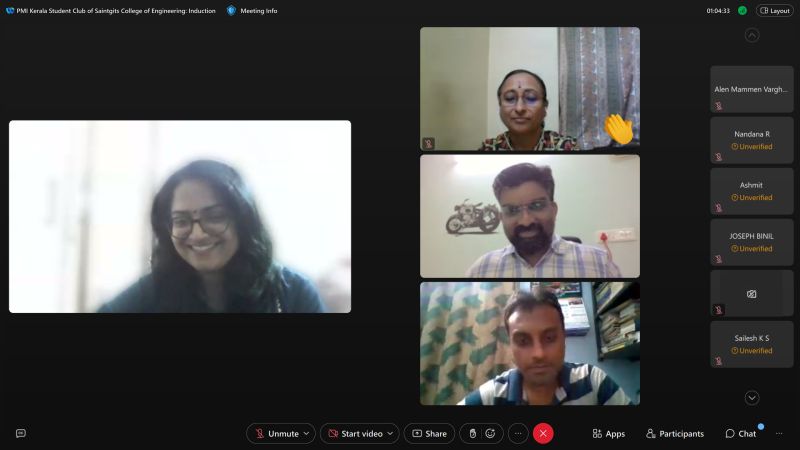 PMI Kerala Student Club of Saintgits College of Engineering: Induction
Meeting Info
01:04:33
Layout
Alen Mammen Vargh...
Nandana R
Unverified
Ashmit
Unverified
JOSEPH BINIL
Unverified
Sailesh K S
Unverified
Unmute
Start video
Share
Apps
Participants
Chat